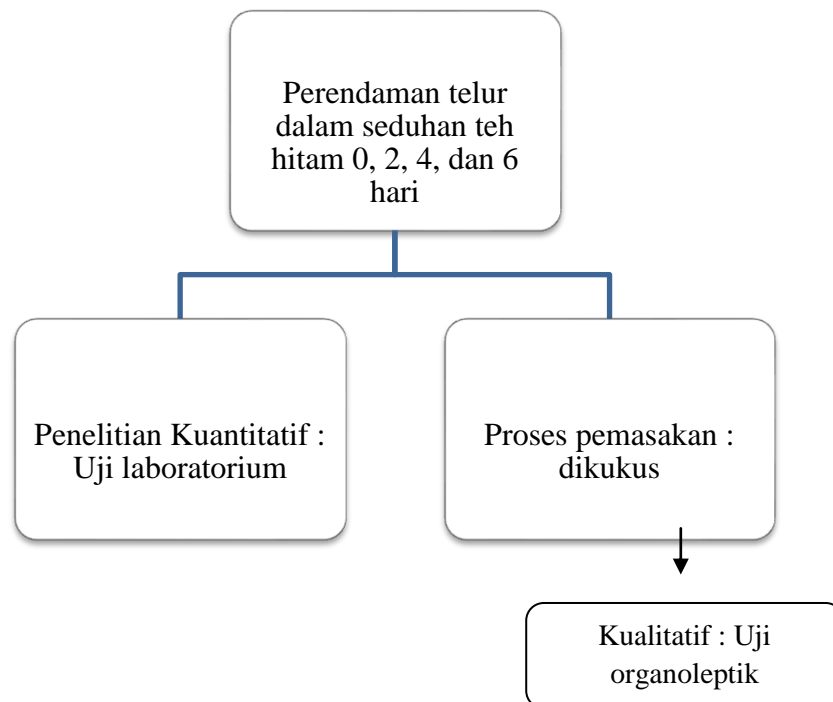 Perendaman telur
dalam seduhan teh
hitam 0, 2, 4, dan 6
hari
Penelitian Kuantitatif :
Uji laboratorium
Proses pemasakan :
dikukus
Kualitatif : Uji
organoleptik